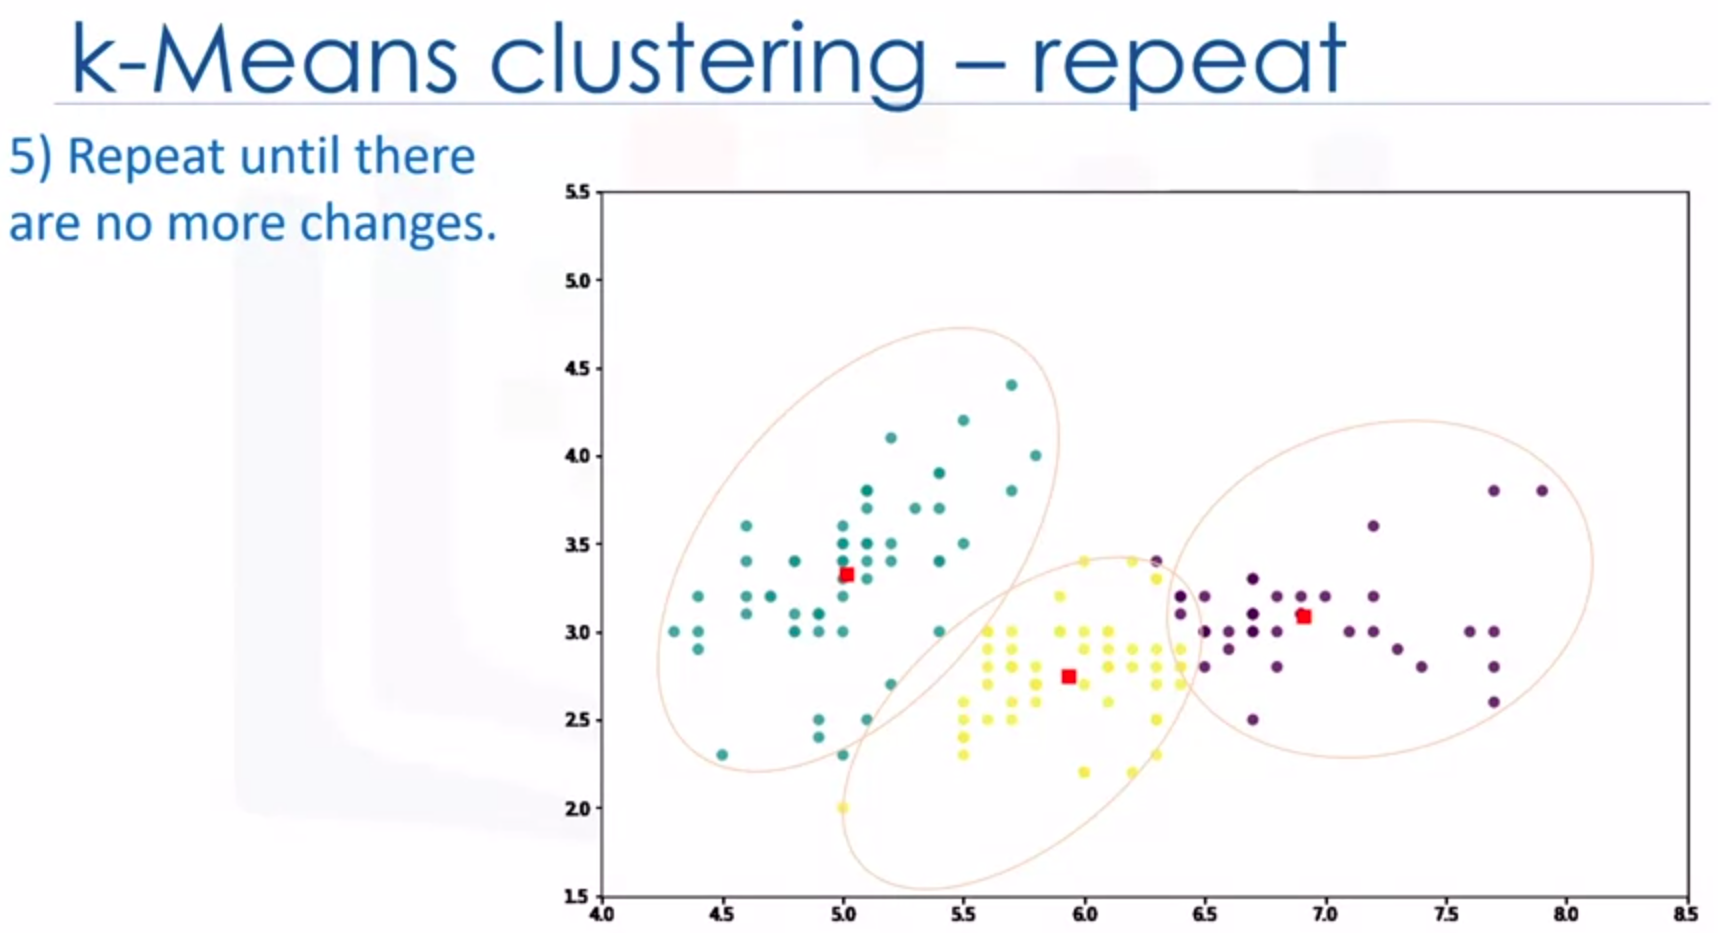 k-Means clustering – repeat
5) Repeat until there
are no more changes.
5.5
5.0
4.5
4.0
3.5
3.0
2.5
2.0
1.5
4.0 4.5 5.0 5.5 6.0 6.5 7.0 7.5 8.0 8.5